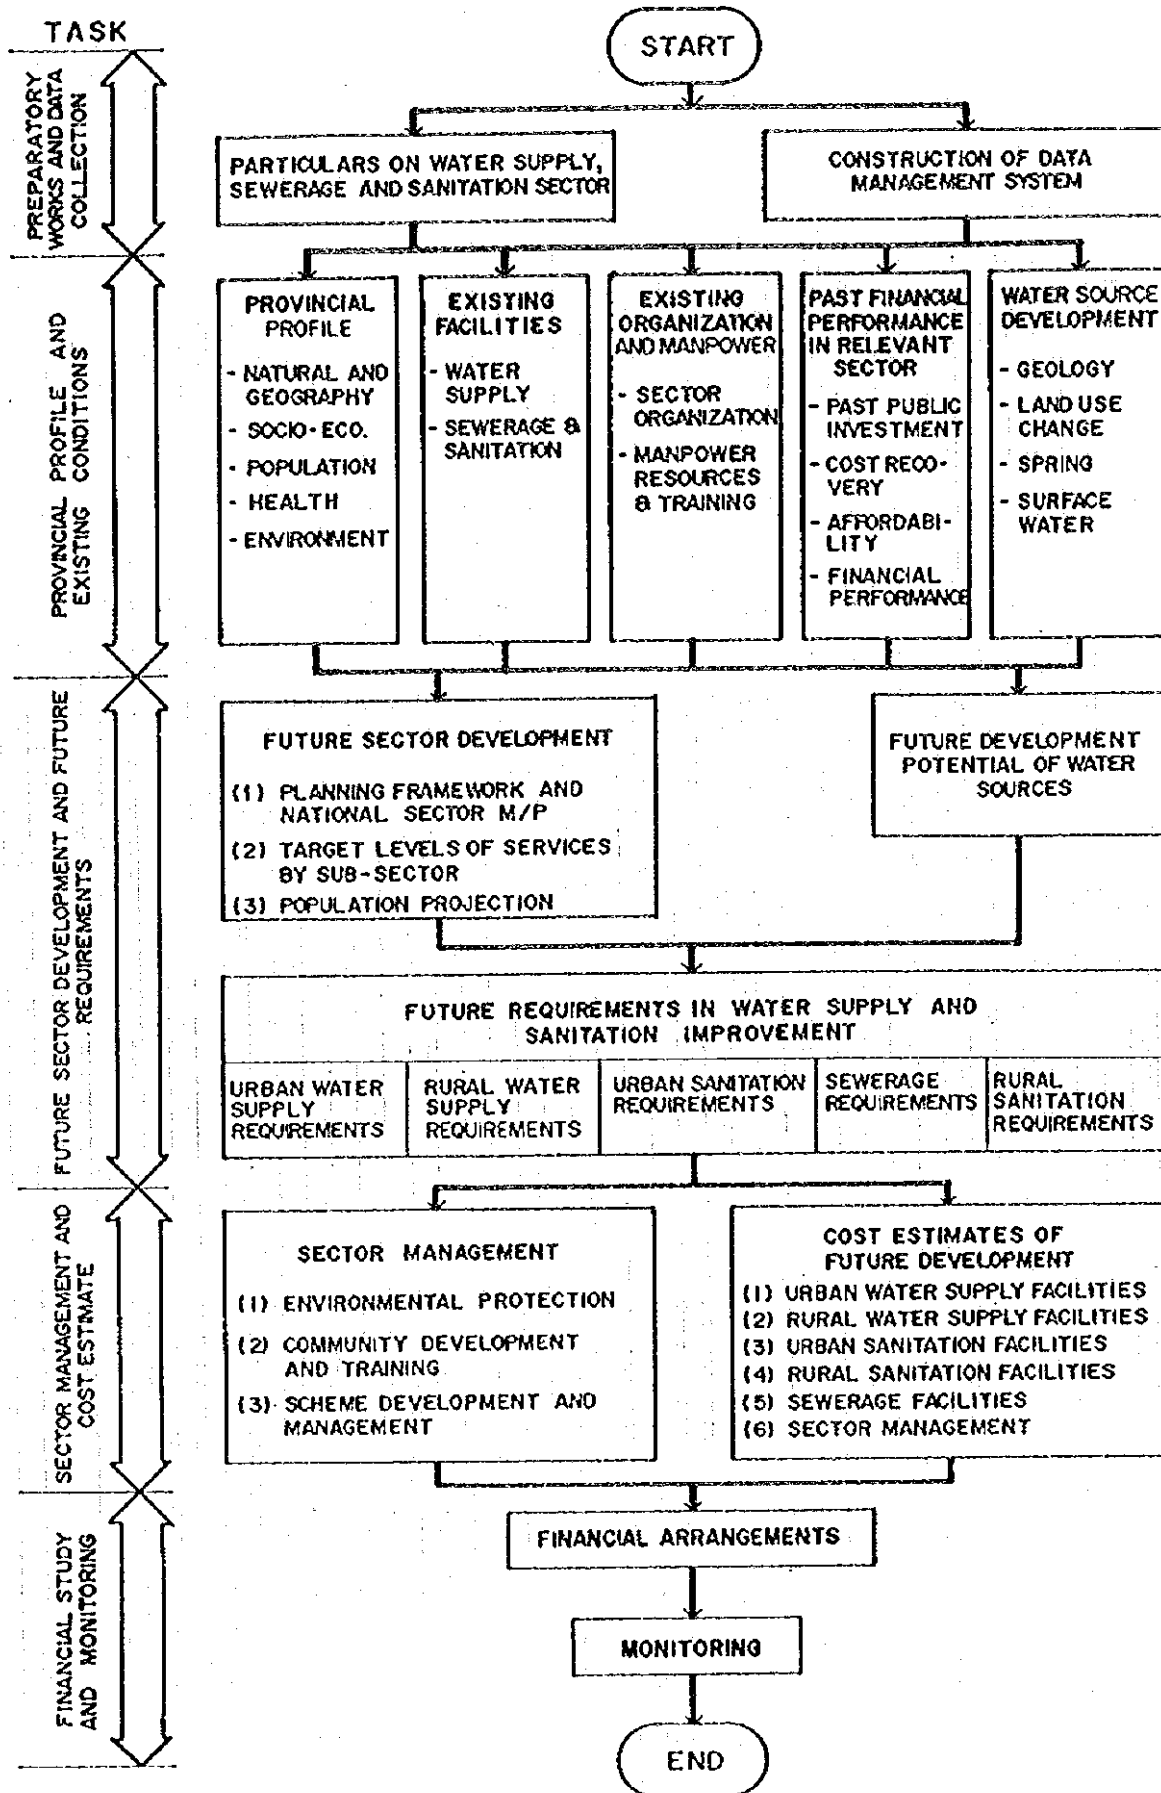 TASK
START
PREPARATORY
WORKS AND DATA
COLLECTION
PARTICULARS ON WATER SUPPLY,
SEWERAGE AND SANITATION SECTOR
CONSTRUCTION OF DATA
MANAGEMENT SYSTEM
PROVINCIAL PROFILE AND
EXISTING CONDITIONS
PROVINCIAL
PROFILE
- NATURAL AND
GEOGRAPHY
- SOCIO-ECO.
- POPULATION
- HEALTH
- ENVIRONMENT
EXISTING
FACILITIES
- WATER
SUPPLY
- SEWERAGE &
SANITATION
EXISTING
ORGANIZATION
AND MANPOWER
- SECTOR
ORGANIZATION
- MANPOWER
RESOURCES
& TRAINING
PAST FINANCIAL
PERFORMANCE
IN RELEVANT
SECTOR
- PAST PUBLIC
INVESTMENT
- COST RECO-
VERY
- AFFORDABI-
LITY
- FINANCIAL
PERFORMANCE
WATER SOURCE
DEVELOPMENT
- GEOLOGY
- LAND USE
CHANGE
- SPRING
- SURFACE
WATER
FUTURE SECTOR DEVELOPMENT AND FUTURE
REQUIREMENTS
FUTURE SECTOR DEVELOPMENT
(1) PLANNING FRAMEWORK AND
NATIONAL SECTOR M/P
(2) TARGET LEVELS OF SERVICES
BY SUB-SECTOR
(3) POPULATION PROJECTION
FUTURE DEVELOPMENT
POTENTIAL OF WATER
SOURCES
FUTURE REQUIREMENTS IN WATER SUPPLY AND
SANITATION IMPROVEMENT
URBAN WATER
SUPPLY
REQUIREMENTS
RURAL WATER
SUPPLY
REQUIREMENTS
URBAN SANITATION
REQUIREMENTS
SEWERAGE
REQUIREMENTS
RURAL
SANITATION
REQUIREMENTS
SECTOR MANAGEMENT AND
COST ESTIMATE
SECTOR MANAGEMENT
(1) ENVIRONMENTAL PROTECTION
(2) COMMUNITY DEVELOPMENT
AND TRAINING
(3) SCHEME DEVELOPMENT AND
MANAGEMENT
COST ESTIMATES OF
FUTURE DEVELOPMENT
(1) URBAN WATER SUPPLY FACILITIES
(2) RURAL WATER SUPPLY FACILITIES
(3) URBAN SANITATION FACILITIES
(4) RURAL SANITATION FACILITIES
(5) SEWERAGE FACILITIES
(6) SECTOR MANAGEMENT
FINANCIAL STUDY
AND MONITORING
FINANCIAL ARRANGEMENTS
MONITORING
END